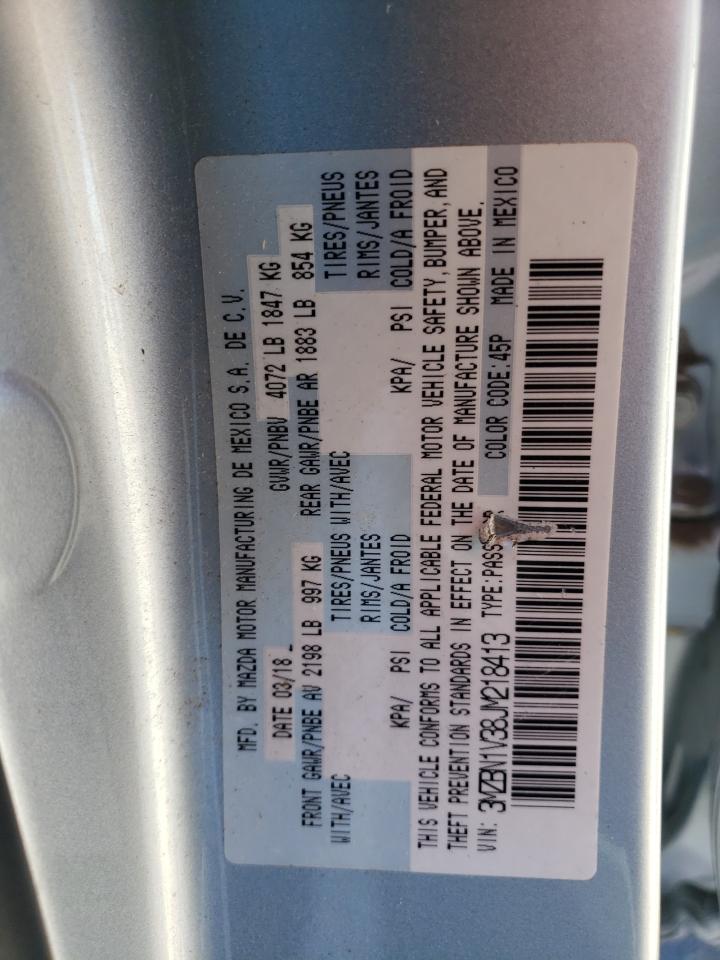 MFD. BY MAZDA MOTOR MANUFACTURING DE MEXICO S.A. DE C.V.
DATE 03/18 GVWR/PNBV 4072 LB 1847 KG
FRONT GAWR/PNBE AV 2198 LB 997 KG REAR GAWR/PNBE AR 1883 LB 854 KG
WITH/AVEC TIRES/PNEUS WITH/AVEC TIRES/PNEUS
RIMS/JANTES RIMS/JANTES
KPA/ PSI COLD/A FROID KPA/ PSI COLD/A FROID
THIS VEHICLE CONFORMS TO ALL APPLICABLE FEDERAL MOTOR VEHICLE SAFETY, BUMPER, AND
THEFT PREVENTION STANDARDS IN EFFECT ON THE DATE OF MANUFACTURE SHOWN ABOVE.
VIN: 3MZBN1V38JM218413 TYPE: COLOR CODE: 45P MADE IN MEXICO